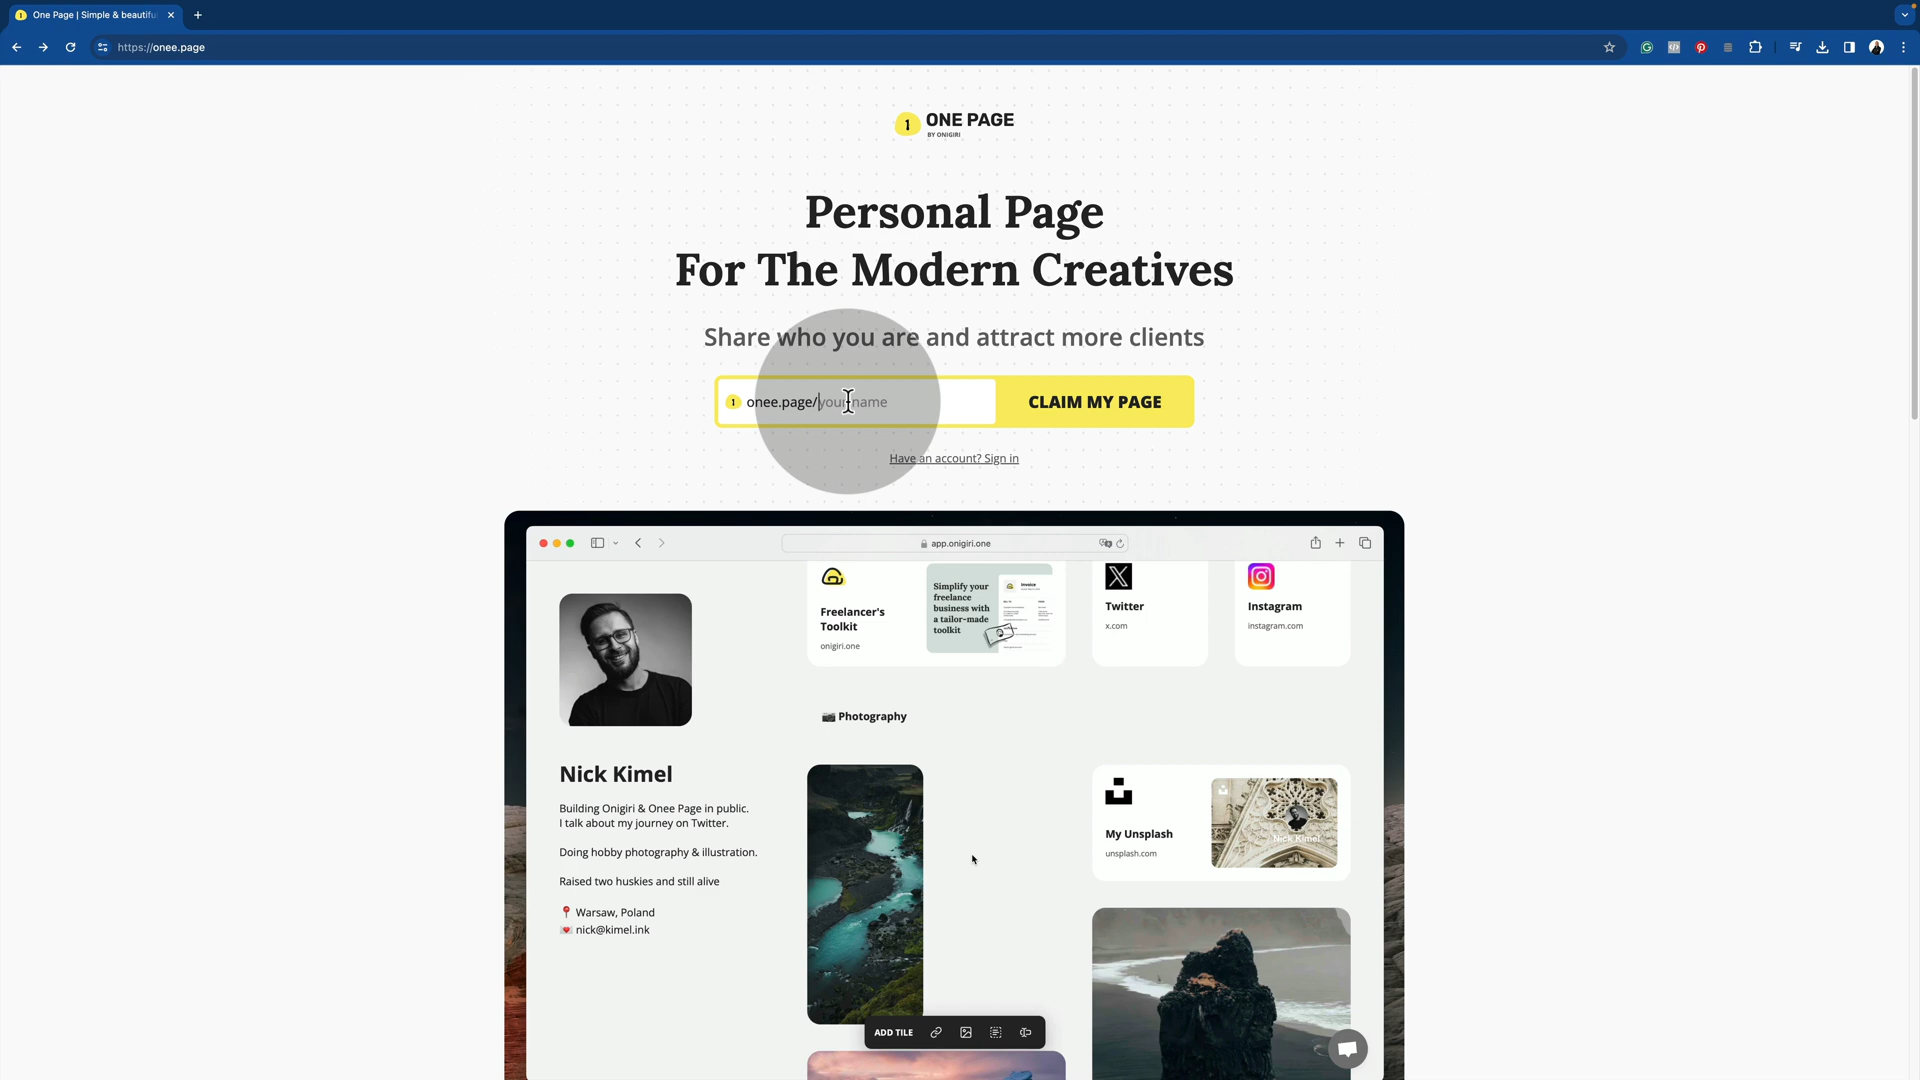 One Page | Simple & beautifu
https://onee.page
1 ONE PAGE
BY ONIGIRI
Personal Page
For The Modern Creatives
Share who you are and attract more clients
1 onee.page/your name
CLAIM MY PAGE
Have an account? Sign in
app.onigiri.one
Freelancer's
Toolkit
onigiri.one
Simplify your
freelance
business with
a tailor-made
toolkit
Invoice
Twitter
x.com
Instagram
instagram.com
📷 Photography
Nick Kimel
Building Onigiri & Onee Page in public.
I talk about my journey on Twitter.
Doing hobby photography & illustration.
Raised two huskies and still alive
📍 Warsaw, Poland
💌 nick@kimel.ink
My Unsplash
unsplash.com
Nick Kimel
ADD TILE